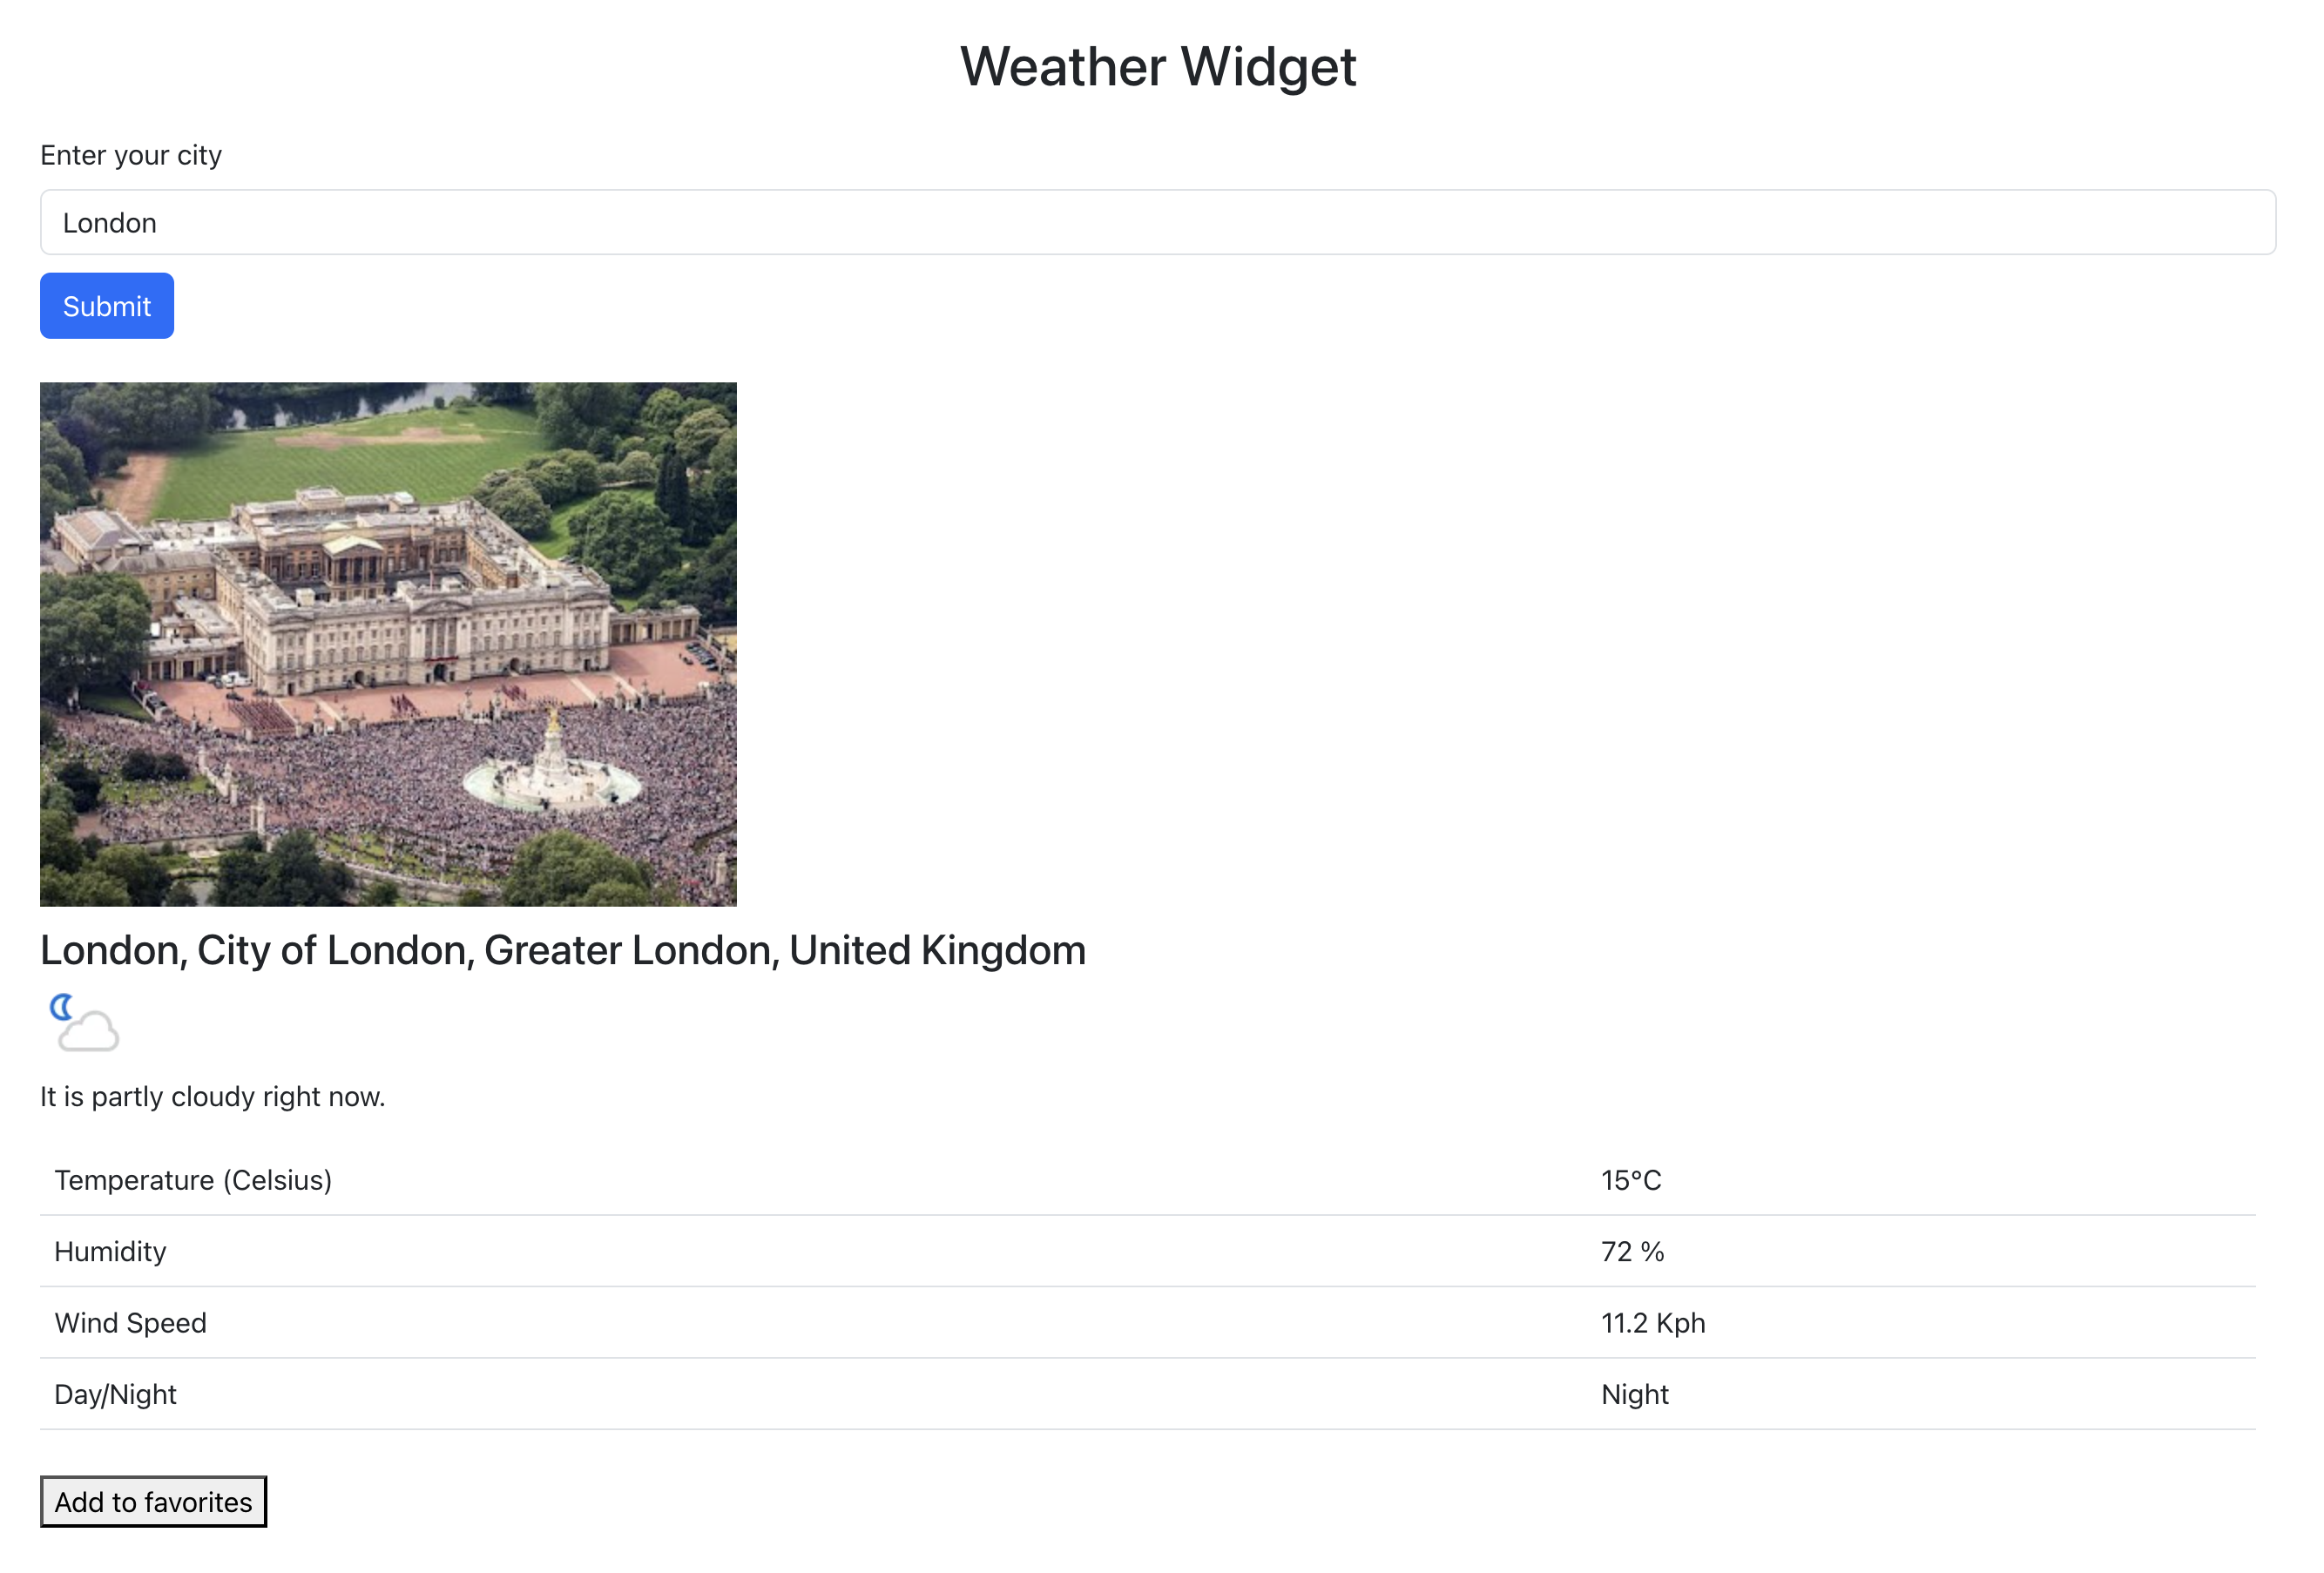 Weather Widget
Enter your city
London
Submit
London, City of London, Greater London, United Kingdom
It is partly cloudy right now.
Temperature (Celsius) 15°C
Humidity 72 %
Wind Speed 11.2 Kph
Day/Night Night
Add to favorites